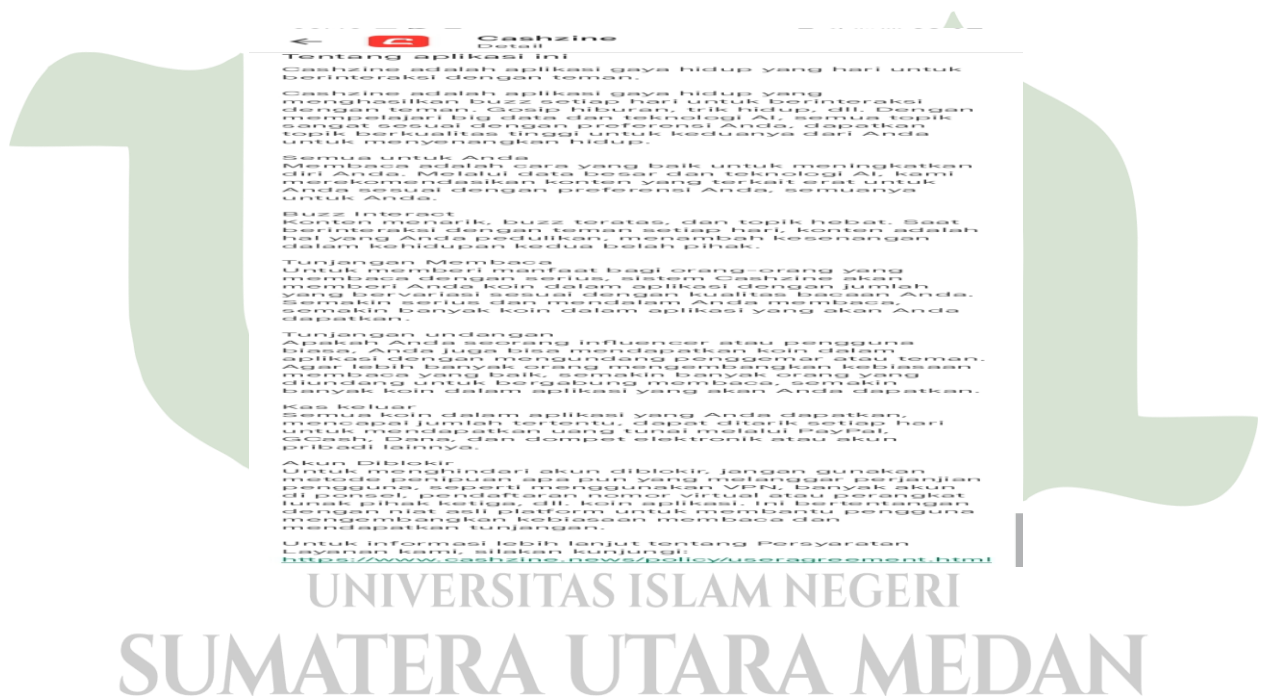 Cashzine
Detail
Tentang aplikasi ini
Cashzine adalah aplikasi gaya hidup yang hari untuk
berinteraksi dengan teman.
Cashzine adalah aplikasi gaya hidup yang
menghasilkan buzz setiap hari untuk berinteraksi
dengan teman. Gosip hiburan, trik hidup, dll. Dengan
mempelajari big data dan teknologi AI, semua topik
sangat sesuai dengan preferensi Anda, dapatkan
topik berkualitas tinggi untuk keduanya dari Anda
untuk menyenangkan hidup.
Semua untuk Anda
Membaca adalah cara yang baik untuk meningkatkan
diri Anda. Melalui data besar dan teknologi AI, kami
merekomendasikan konten yang terkait erat untuk
Anda sesuai dengan preferensi Anda, semuanya
untuk Anda.
Buzz Interact
Konten menarik, buzz teratas, dan topik hebat. Saat
berinteraksi dengan teman setiap hari, konten adalah
hal yang Anda pedulikan, menambah kesenangan
dalam kehidupan kedua belah pihak.
Tunjangan Membaca
Untuk memberi manfaat bagi orang-orang yang
membaca dengan serius, sistem Cashzine akan
memberi Anda koin dalam aplikasi dengan jumlah
yang bervariasi sesuai dengan kualitas bacaan Anda.
Semakin serius dan mendalam Anda membaca,
semakin banyak koin dalam aplikasi yang akan Anda
dapatkan.
Tunjangan undangan
Apakah Anda seorang influencer atau pengguna
biasa, Anda juga bisa mendapatkan koin dalam
aplikasi dengan mengundang penggemar atau teman.
Agar lebih banyak orang mengembangkan kebiasaan
membaca yang baik, semakin banyak orang yang
diundang untuk bergabung membaca, semakin
banyak koin dalam aplikasi yang akan Anda dapatkan.
Kas keluar
Semua koin dalam aplikasi yang Anda dapatkan,
mencapai jumlah tertentu, dapat ditarik setiap hari
untuk mendapatkan uang tunai melalui PayPal,
GCash, Dana, dan dompet elektronik atau akun
pribadi lainnya.
Akun Diblokir
Untuk menghindari akun diblokir, jangan gunakan
metode penipuan apa pun yang melanggar perjanjian
pengguna, seperti menggunakan VPN, banyak akun
di ponsel, pendaftaran nomor virtual atau perangkat
lunak pihak ketiga, dll. koin aplikasi. Ini bertentangan
dengan niat asli platform untuk membantu pengguna
mengembangkan kebiasaan membaca dan
mendapatkan tunjangan.
Untuk informasi lebih lanjut tentang Persyaratan
Layanan kami, silakan kunjungi:
https://www.cashzine.news/policy/useragreement.html
UNIVERSITAS ISLAM NEGERI
SUMATERA UTARA MEDAN